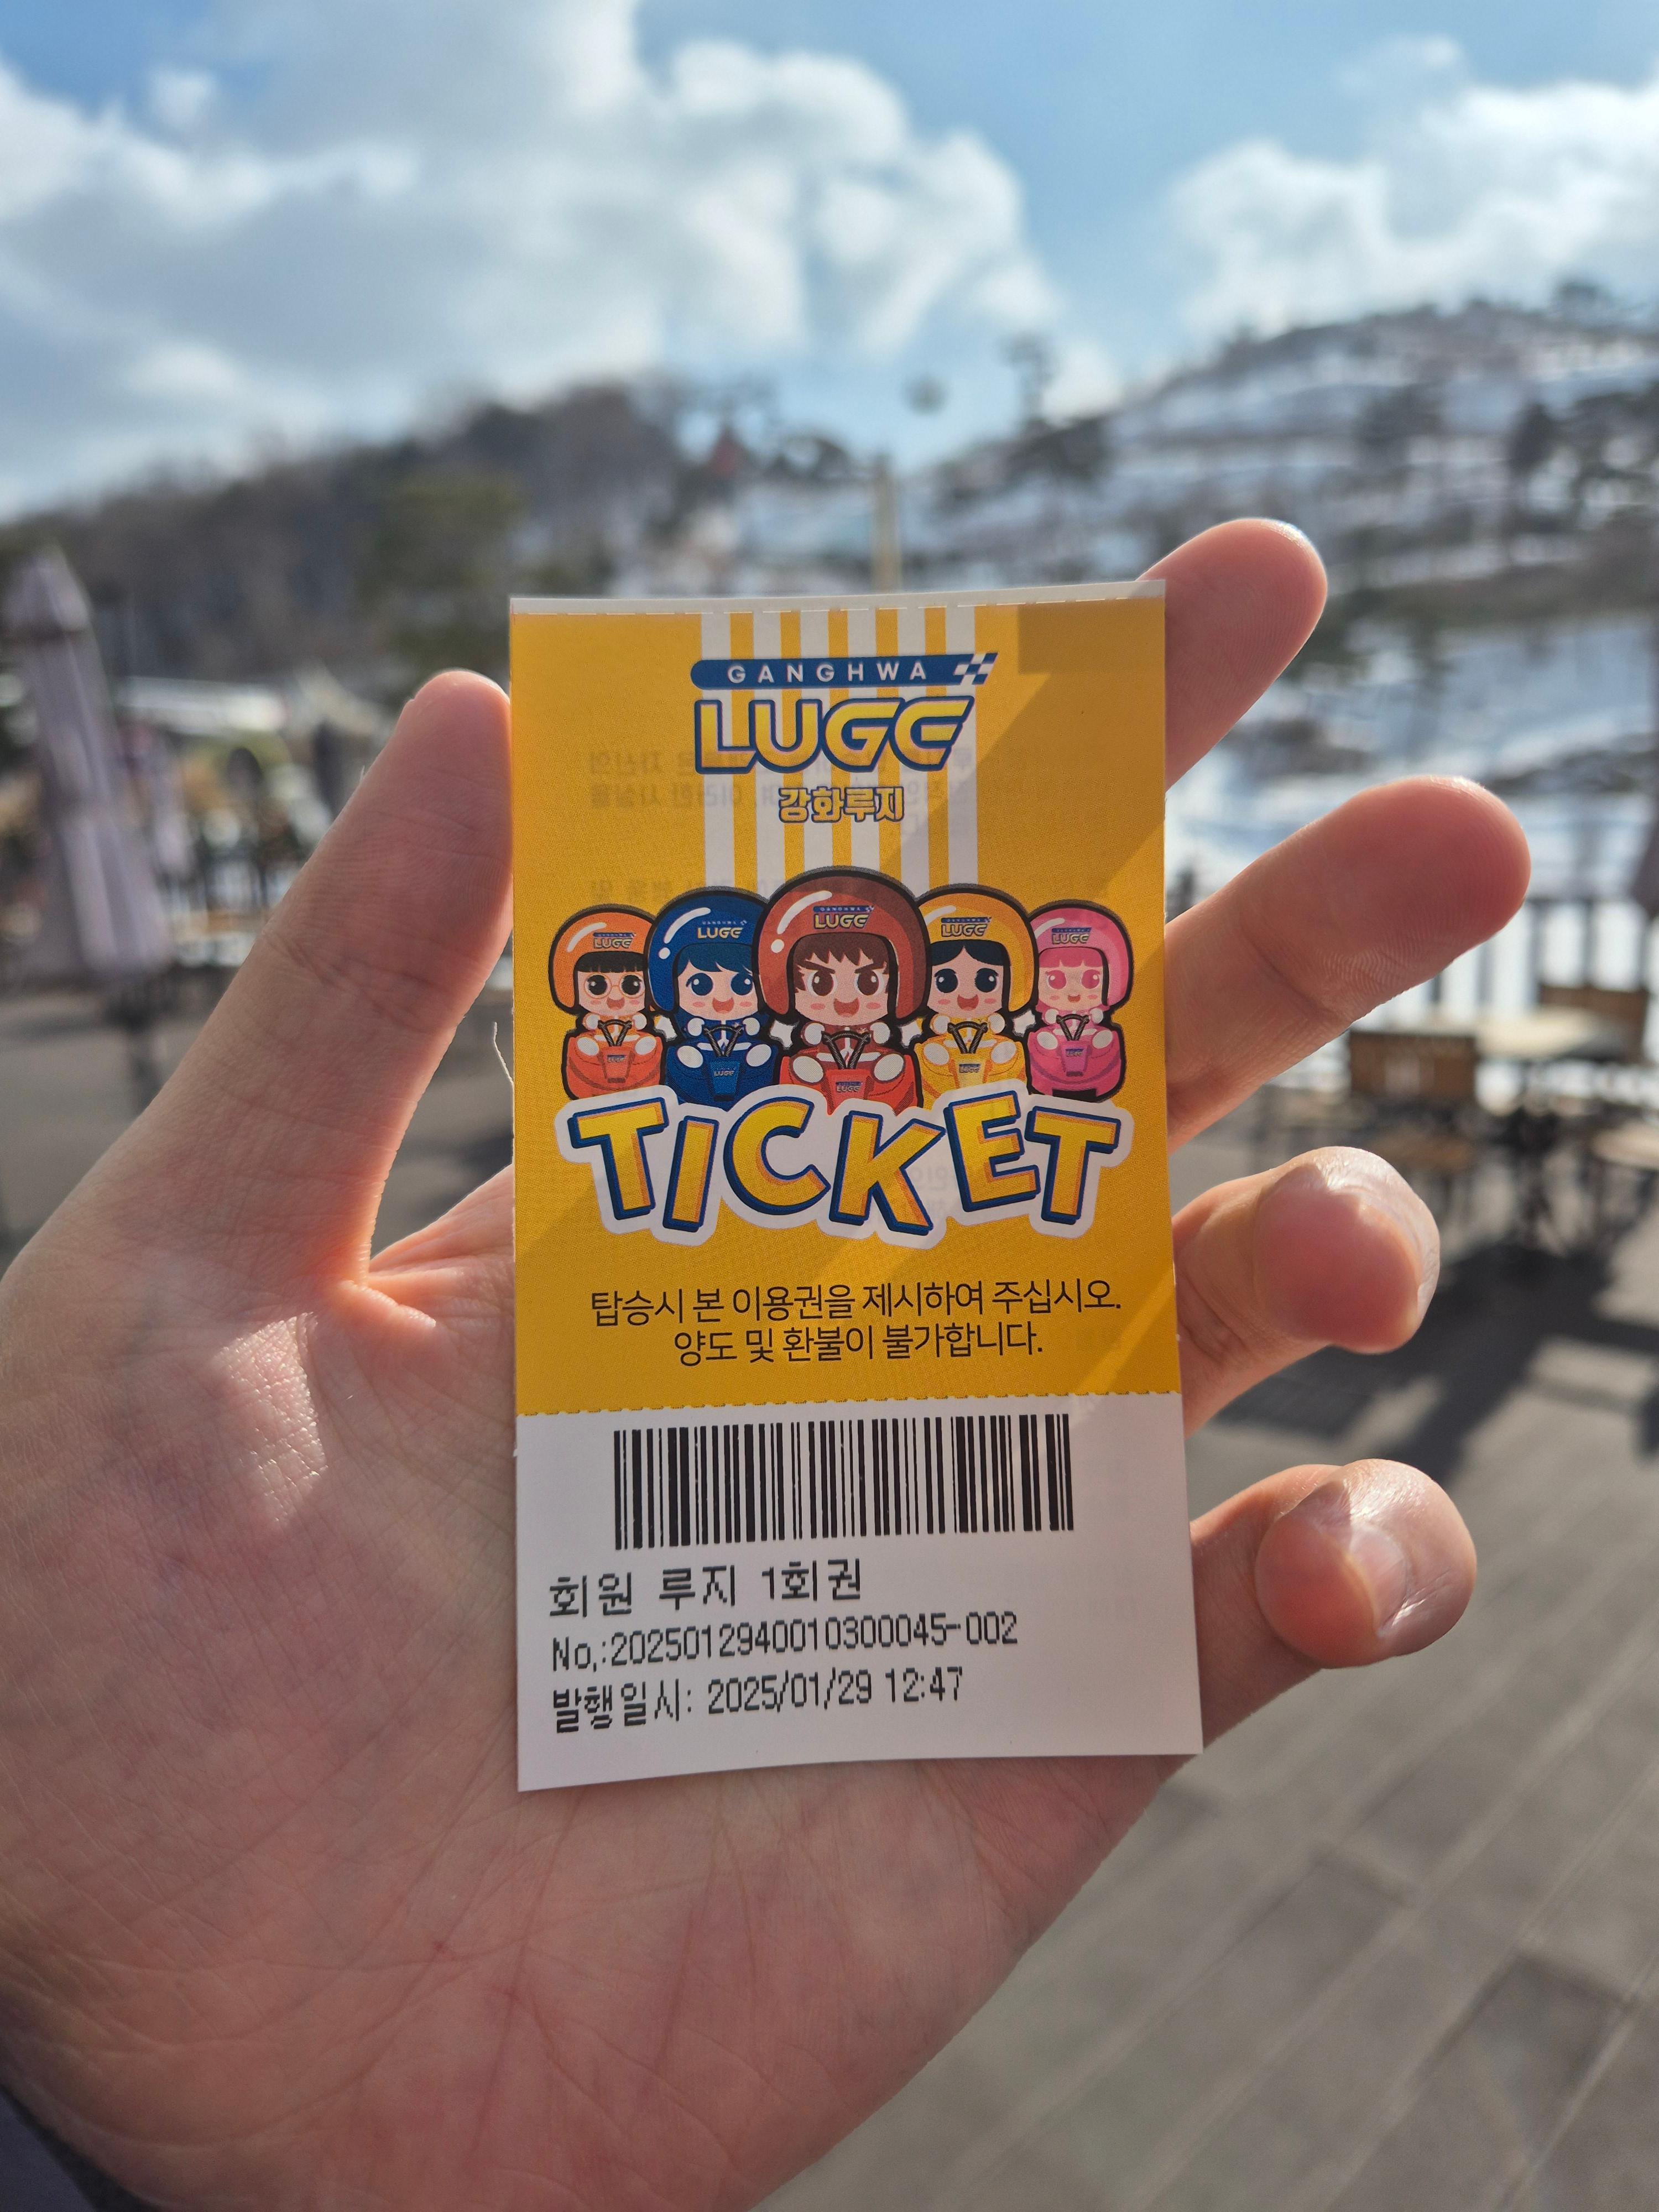 GANGHWA
LUGE
강화루지
LUGE
LUGE
LUGE
LUGE
LUGE
TICKET
탑승시 본 이용권을 제시하여 주십시오.
양도 및 환불이 불가합니다.
회원 루지 1회권
No,:2025012940010300045-002
발행일시: 2025/01/29 12:47